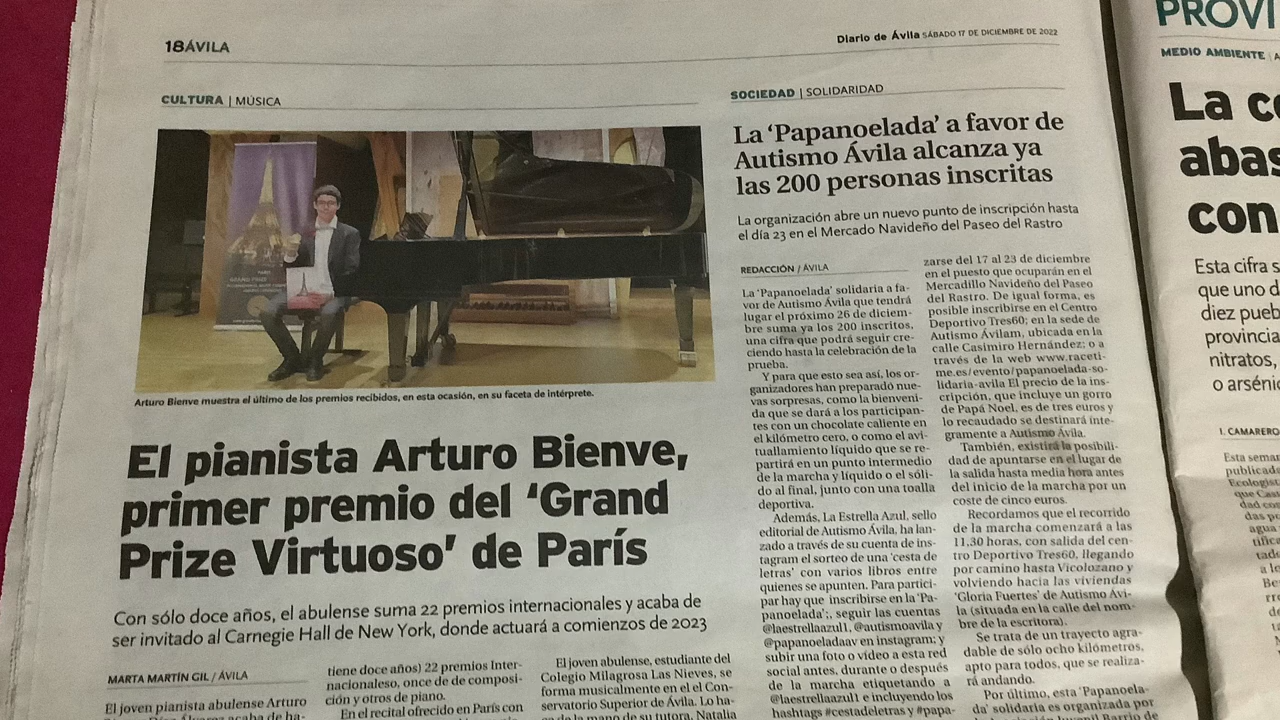 18ÁVILA
Diario de Ávila SÁBADO 17 DE DICIEMBRE DE 2022
CULTURA | MÚSICA
Arturo Bienve muestra el último de los premios recibidos, en esta ocasión, en su faceta de intérprete.
El pianista Arturo Bienve,
primer premio del ‘Grand
Prize Virtuoso’ de París
Con sólo doce años, el abulense suma 22 premios internacionales y acaba de
ser invitado al Carnegie Hall de New York, donde actuará a comienzos de 2023
MARTA MARTÍN GIL / ÁVILA
El joven pianista abulense Arturo
tiene doce años) 22 premios Inter-
nacionaleso, once de de composi-
ción y otros de piano.
En el recital ofrecido en París con
El joven abulense, estudiante del
Colegio Milagrosa Las Nieves, se
forma musicalmente en el el Con-
servatorio Superior de Ávila. Lo ha-
ce de la mano de su tutora, Natalia
SOCIEDAD | SOLIDARIDAD
La ‘Papanoelada’ a favor de
Autismo Ávila alcanza ya
las 200 personas inscritas
La organización abre un nuevo punto de inscripción hasta
el día 23 en el Mercado Navideño del Paseo del Rastro
REDACCIÓN / ÁVILA
La ‘Papanoelada’ solidaria a fa-
vor de Autismo Ávila que tendrá
lugar el próximo 26 de diciem-
bre suma ya los 200 inscritos,
una cifra que podrá seguir cre-
ciendo hasta la celebración de la
prueba.
Y para que esto sea así, los or-
ganizadores han preparado nue-
vas sorpresas, como la bienveni-
da que se dará a los participan-
tes con un chocolate caliente en
el kilómetro cero, o como el avi-
tuallamiento líquido que se re-
partirá en un punto intermedio
de la marcha y líquido o el sóli-
do al final, junto con una toalla
deportiva.
Además, La Estrella Azul, sello
editorial de Autismo Ávila, ha lan-
zado a través de su cuenta de ins-
tagram el sorteo de una ‘cesta de
letras’ con varios libros entre
quienes se apunten. Para partici-
par hay que inscribirse en la‘Pa-
panoelada’;, seguir las cuentas
@laestrellaazul1, @autismoavila y
@papanoeladaav en instagram; y
subir una foto o vídeo a esta red
social antes, durante o después
de la marcha etiquetando a
@laestrellaazul1 e incluyendo los
hashtags #cestadeletras y #papa-
zarse del 17 al 23 de diciembre
en el puesto que ocuparán en el
Mercadillo Navideño del Paseo
del Rastro. De igual forma, es
posible inscribirse en el Centro
Deportivo Tres60; en la sede de
Autismo Ávilam, ubicada en la
calle Casimiro Hernández; o a
través de la web www.raceti-
me.es/evento/papanoelada-so-
lidaria-avila El precio de la ins-
cripción, que incluye un gorro
de Papá Noel, es de tres euros y
lo recaudado se destinará ínte-
gramente a Autismo Ávila.
También, existirá la posibili-
dad de apuntarse en el lugar de
la salida hasta media hora antes
del inicio de la marcha por un
coste de cinco euros.
Recordamos que el recorrido
de la marcha comenzará a las
11,30 horas, con salida del cen-
tro Deportivo Tres60, llegando
por camino hasta Vicolozano y
volviendo hacia las viviendas
‘Gloria Fuertes’ de Autismo Ávi-
la (situada en la calle del nom-
bre de la escritora).
Se trata de un trayecto agra-
dable de sólo ocho kilómetros,
apto para todos, que se realiza-
rá andando.
Por último, esta ‘Papanoela-
da’ solidaria es organizada por
PROVI
MEDIO AMBIENTE | A
La co
abas
con
Esta cifra s
que uno d
diez pueb
provincia
nitratos,
o arsénic
I. CAMARERO
Esta seman
publicado
Ecologist
que Cast
dad con
das po
agua